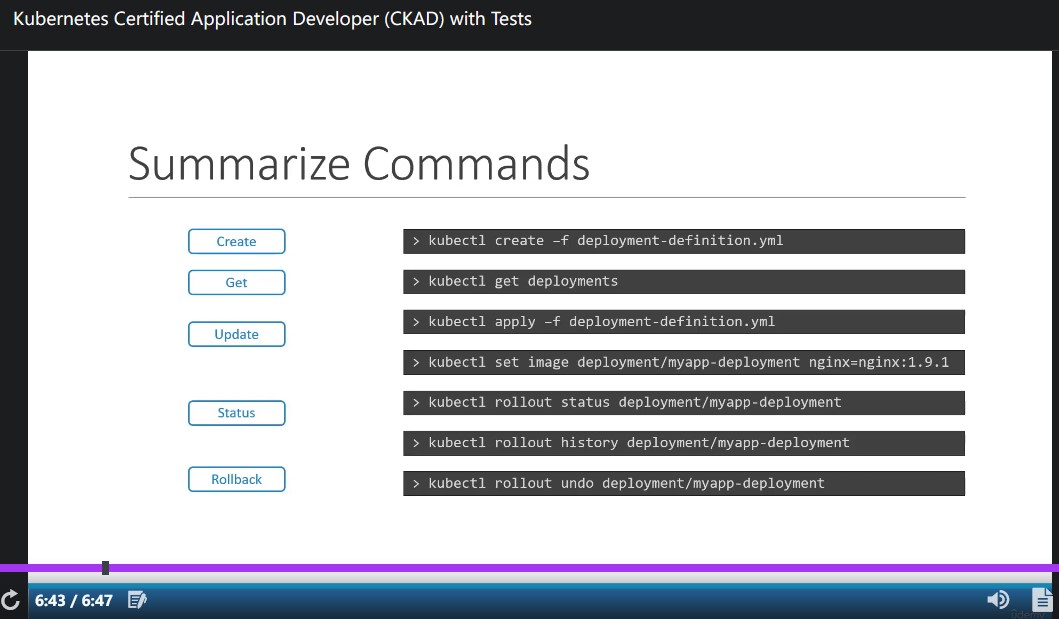 Kubernetes Certified Application Developer (CKAD) with Tests
Summarize Commands
Create
> kubectl create –f deployment-definition.yml
Get
> kubectl get deployments
Update
> kubectl apply –f deployment-definition.yml
> kubectl set image deployment/myapp-deployment nginx=nginx:1.9.1
Status
> kubectl rollout status deployment/myapp-deployment
> kubectl rollout history deployment/myapp-deployment
Rollback
> kubectl rollout undo deployment/myapp-deployment
6:43 / 6:47